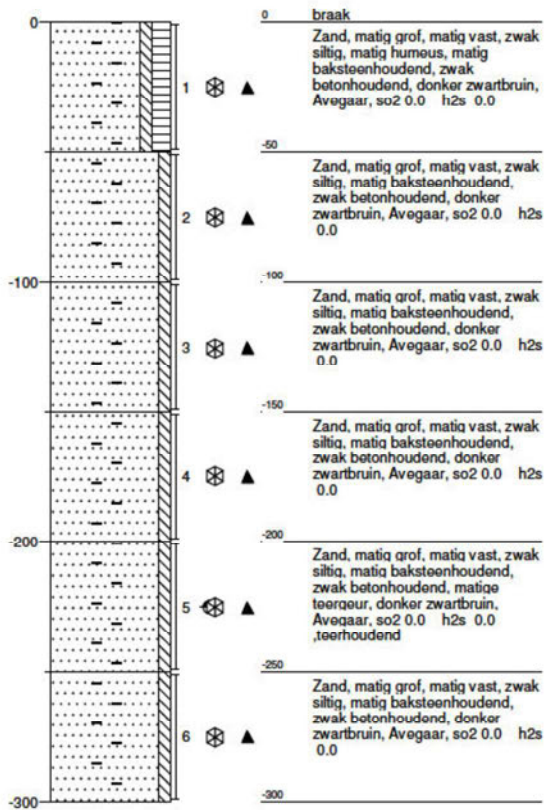 0
0 braak
Zand, matig grof, matig vast, zwak
siltig, matig humeus, matig
baksteenhoudend, zwak
betonhoudend, donker zwartbruin,
Avegaar, so2 0.0 h2s 0.0
1
-50
Zand, matig grof, matig vast, zwak
siltig, matig baksteenhoudend,
zwak betonhoudend, donker
zwartbruin, Avegaar, so2 0.0 h2s
0.0
2
-100
-100
Zand, matig grof, matig vast, zwak
siltig, matig baksteenhoudend,
zwak betonhoudend, donker
zwartbruin, Avegaar, so2 0.0 h2s
0.0
3
-150
Zand, matig grof, matig vast, zwak
siltig, matig baksteenhoudend,
zwak betonhoudend, donker
zwartbruin, Avegaar, so2 0.0 h2s
0.0
4
-200
-200
Zand, matig grof, matig vast, zwak
siltig, matig baksteenhoudend,
zwak betonhoudend, matige
teergeur, donker zwartbruin,
Avegaar, so2 0.0 h2s 0.0
,teerhoudend
5
-250
Zand, matig grof, matig vast, zwak
siltig, matig baksteenhoudend,
zwak betonhoudend, donker
zwartbruin, Avegaar, so2 0.0 h2s
0.0
6
-300
-300